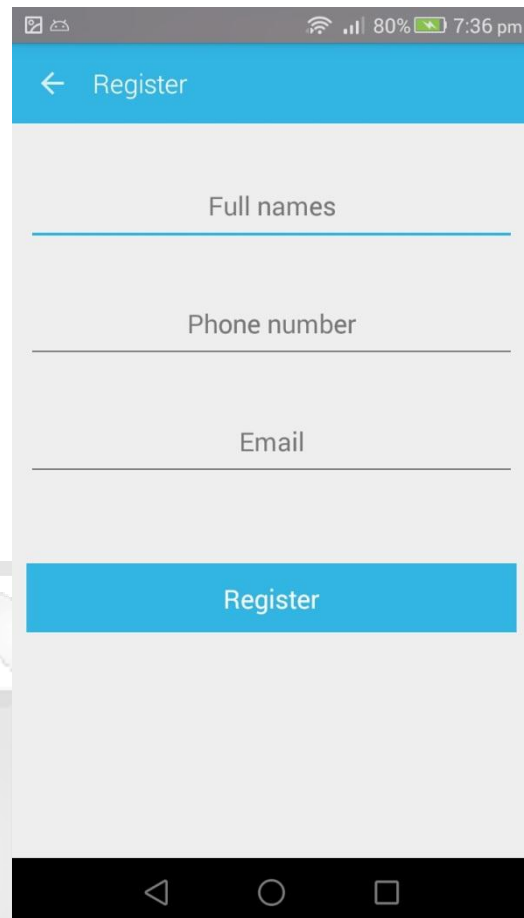 80% 7:36 pm
Register
Full names
Phone number
Email
Register